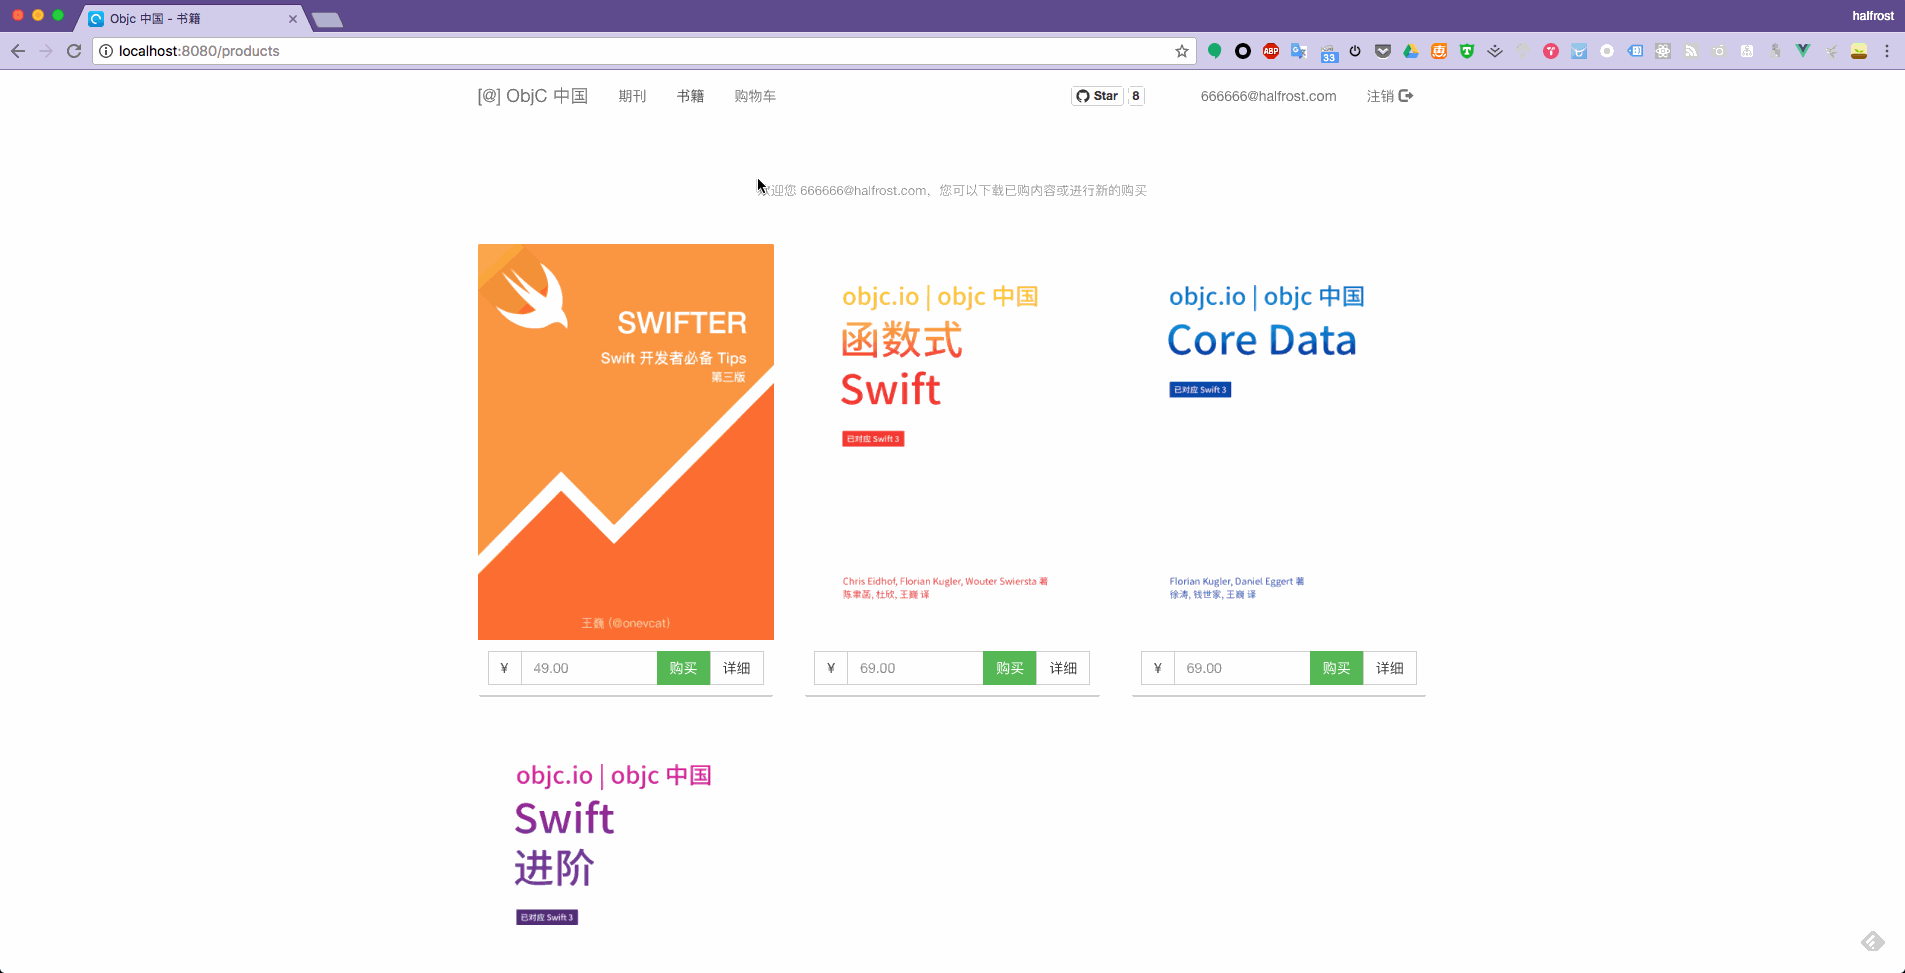 Objc 中国 - 书籍
halfrost
localhost:8080/products
ABP
33
[@] ObjC 中国 期刊 书籍 购物车 Star 8 666666@halfrost.com 注销
迎您 666666@halfrost.com，您可以下载已购内容或进行新的购买
SWIFTER
Swift 开发者必备 Tips
第三版
王巍 (@onevcat)
¥ 49.00 购买 详细
objc.io | objc 中国
函数式
Swift
已对应 Swift 3
Chris Eidhof, Florian Kugler, Wouter Swierstra 著
陈聿菡, 杜欣, 王巍 译
¥ 69.00 购买 详细
objc.io | objc 中国
Core Data
已对应 Swift 3
Florian Kugler, Daniel Eggert 著
徐涛, 钱世家, 王巍 译
¥ 69.00 购买 详细
objc.io | objc 中国
Swift
进阶
已对应 Swift 3